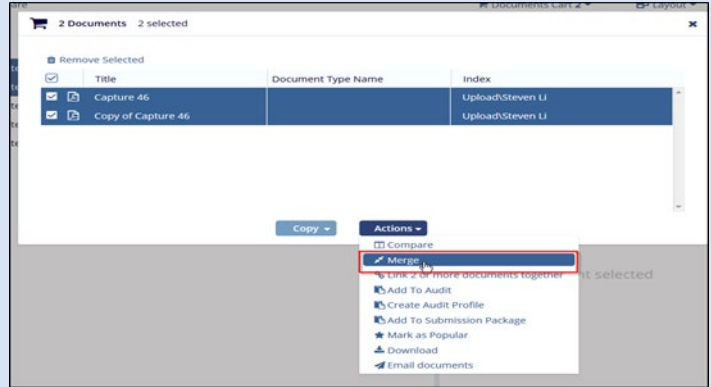 Documents Cart 2
Layout
2 Documents 2 selected
Remove Selected
Title Document Type Name Index
Capture 46 Upload\Steven Li
Copy of Capture 46 Upload\Steven Li
Copy Actions
Compare
Merge
Link 2 or more documents together
selected
Add To Audit
Create Audit Profile
Add To Submission Package
Mark as Popular
Download
Email documents